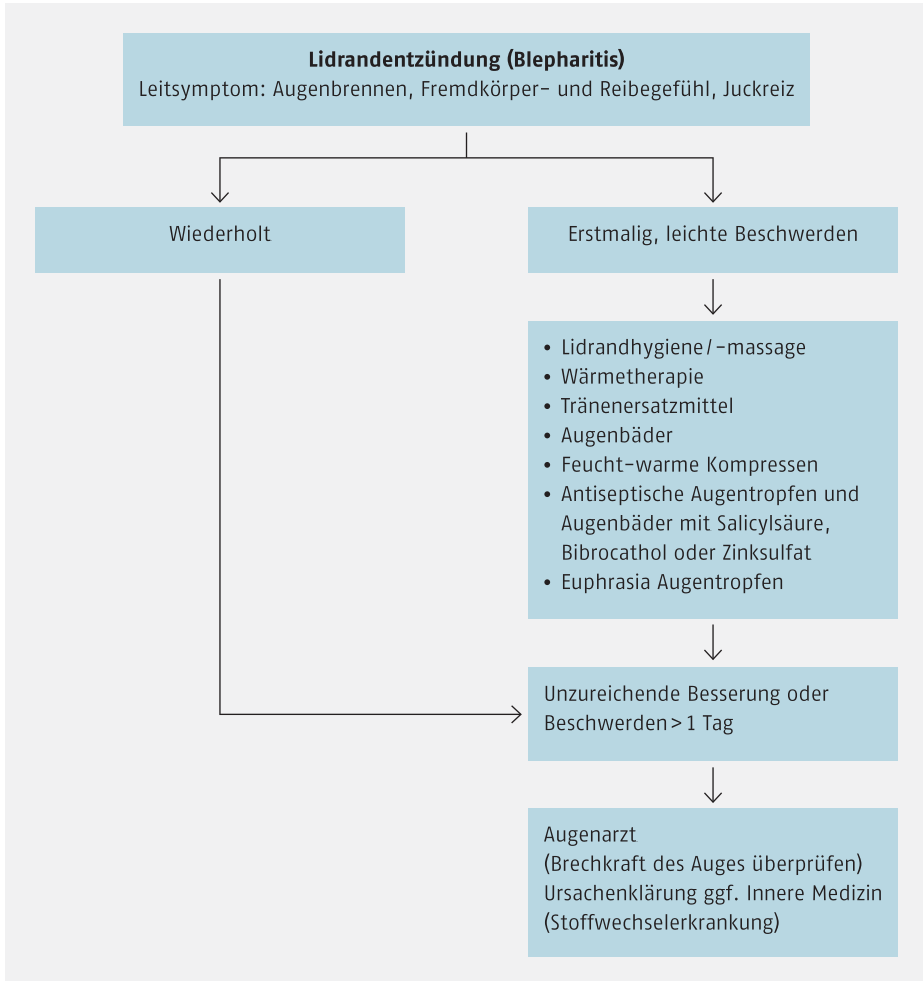 Lidrandentzündung (Blepharitis)
Leitsymptom: Augenbrennen, Fremdkörper- und Reibegefühl, Juckreiz
Wiederholt
Erstmalig, leichte Beschwerden
• Lidrandhygiene/-massage
• Wärmetherapie
• Tränenersatzmittel
• Augenbäder
• Feucht-warme Kompressen
• Antiseptische Augentropfen und
Augenbäder mit Salicylsäure,
Bibrocathol oder Zinksulfat
• Euphrasia Augentropfen
Unzureichende Besserung oder
Beschwerden > 1 Tag
Augenarzt
(Brechkraft des Auges überprüfen)
Ursachenklärung ggf. Innere Medizin
(Stoffwechselerkrankung)